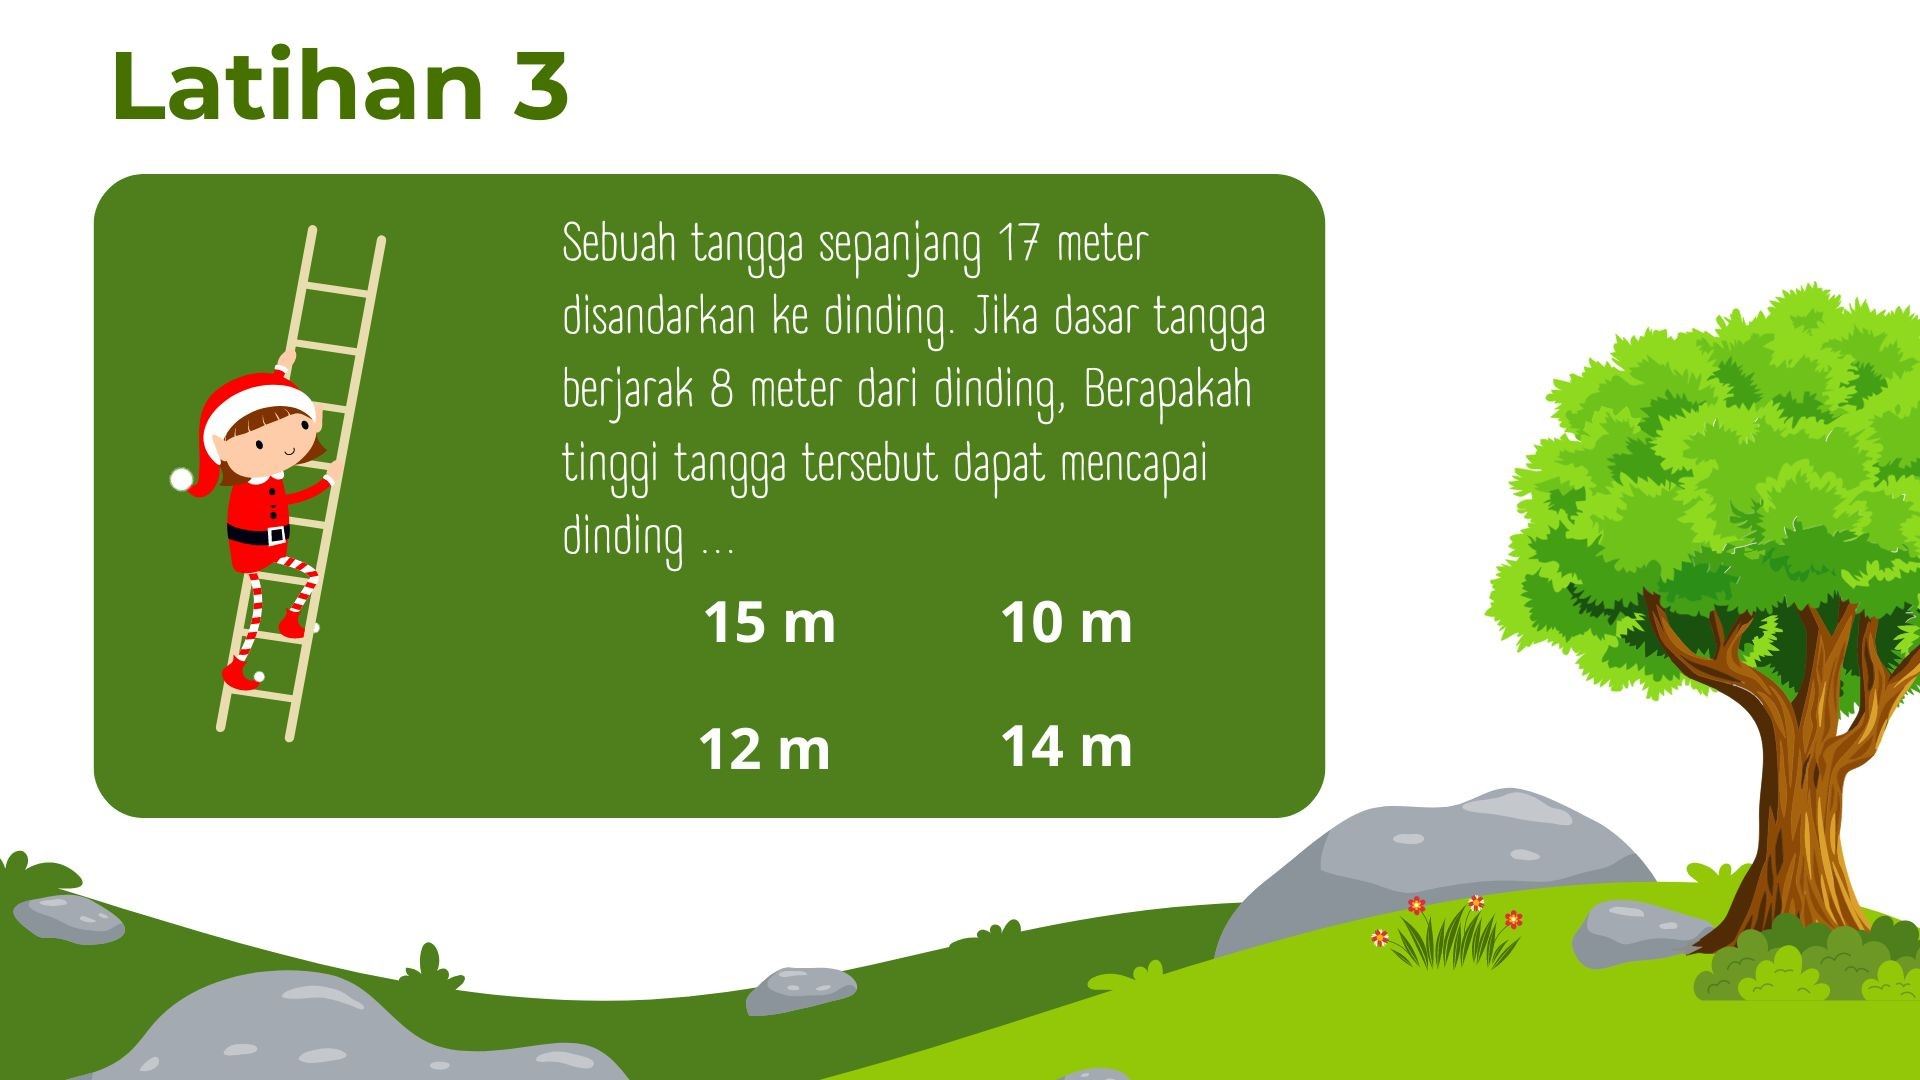 Latihan 3
Sebuah tangga sepanjang 17 meter
disandarkan ke dinding. Jika dasar tangga
berjarak 8 meter dari dinding, Berapakah
tinggi tangga tersebut dapat mencapai
dinding ...
15 m
10 m
12 m
14 m